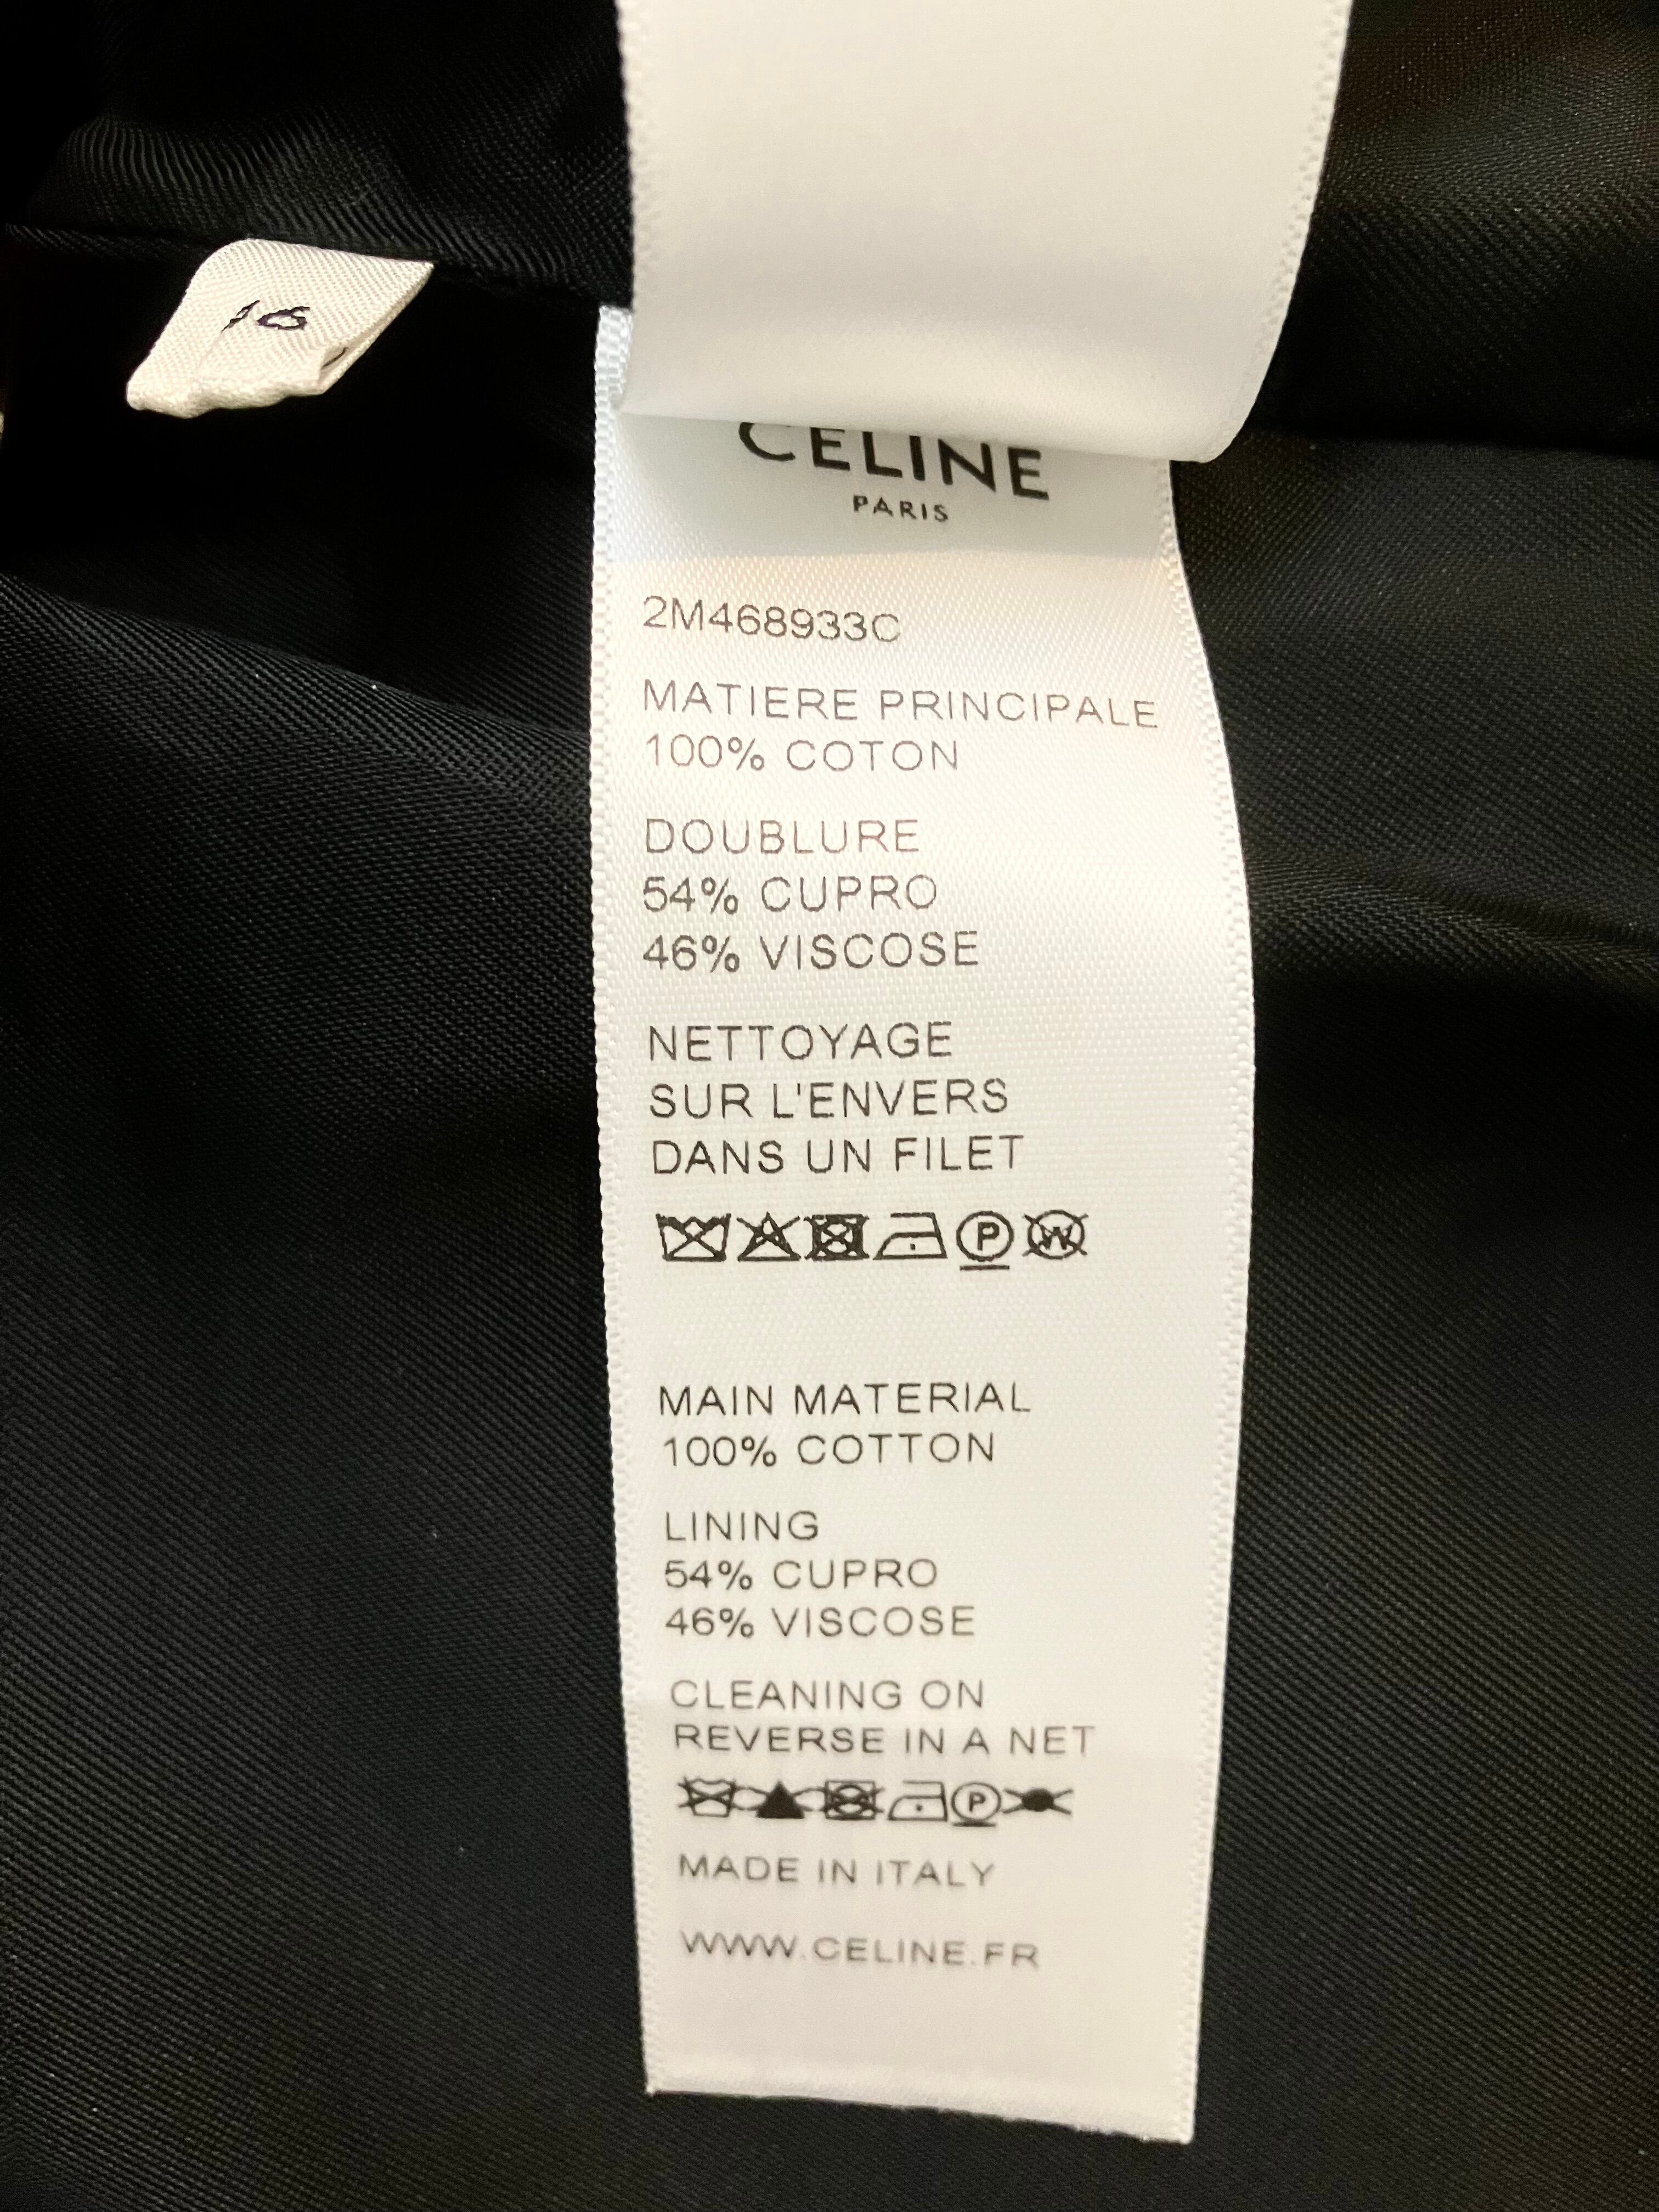 CELINE
PARIS
2M468933C
MATIERE PRINCIPALE
100% COTON
DOUBLURE
54% CUPRO
46% VISCOSE
NETTOYAGE
SUR L'ENVERS
DANS UN FILET
P W
MAIN MATERIAL
100% COTTON
LINING
54% CUPRO
46% VISCOSE
CLEANING ON
REVERSE IN A NET
P
MADE IN ITALY
WWW.CELINE.FR